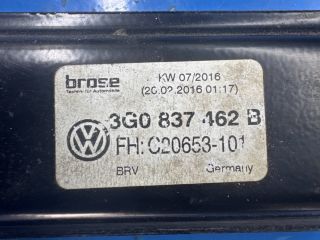 brose
Technik für Automobile
KW 07/2016
(20.02.2016 01:17)
3G0 837 462 B
FH: C20653-101
BRV
Germany